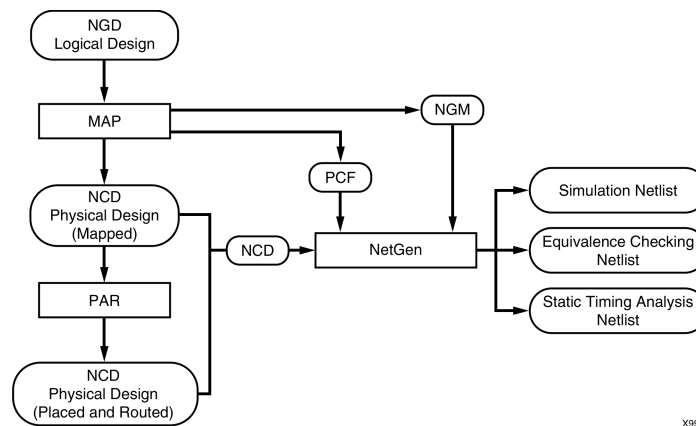 NGD
Logical Design
MAP
NGM
PCF
NCD
Physical Design
(Mapped)
NCD
NetGen
Simulation Netlist
Equivalence Checking
Netlist
Static Timing Analysis
Netlist
PAR
NCD
Physical Design
(Placed and Routed)